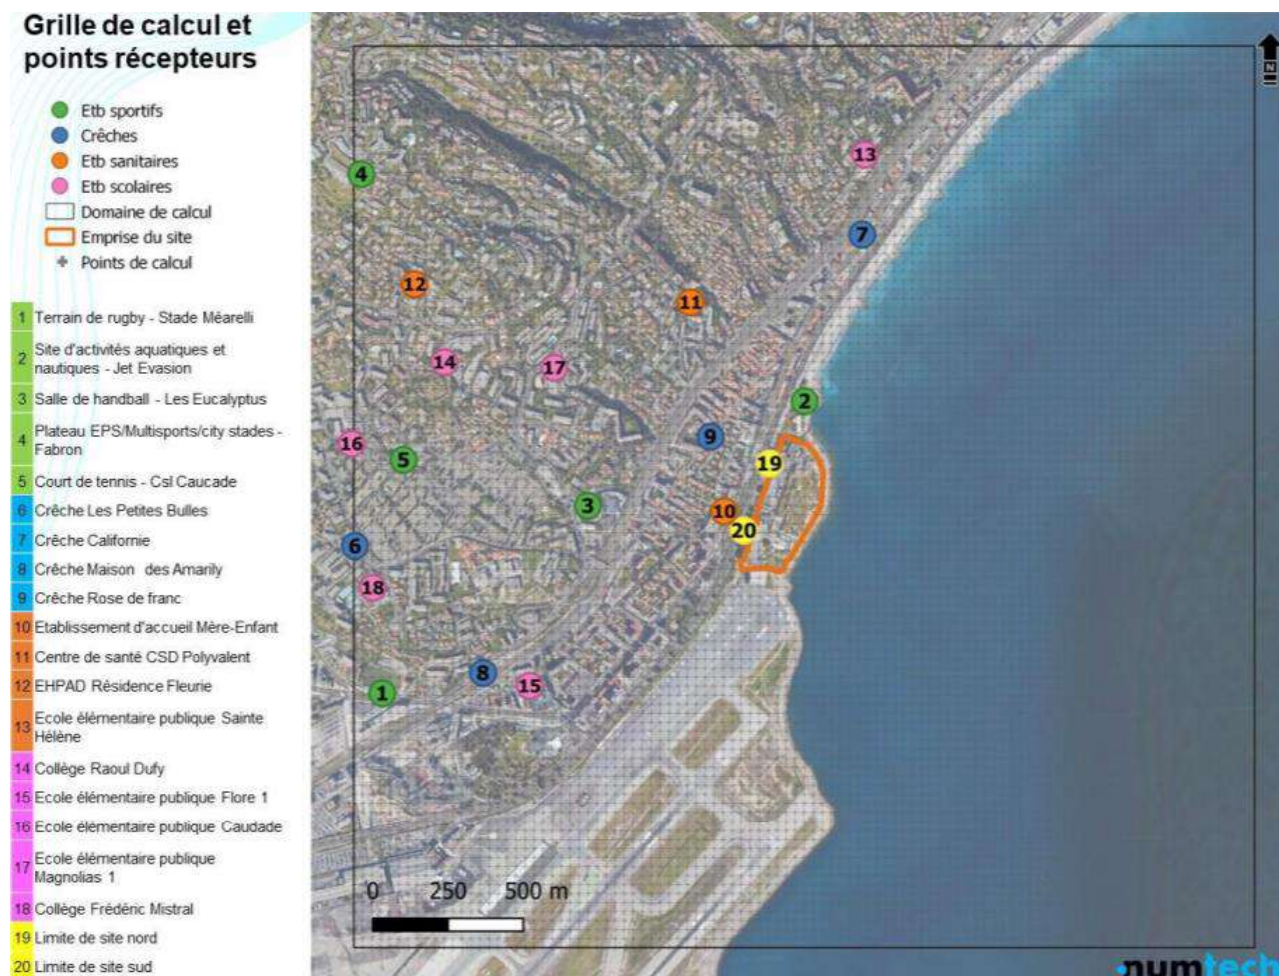 Grille de calcul et
points récepteurs
Etb sportifs
Crêches
Etb sanitaires
Etb scolaires
Domaine de calcul
Emprise du site
Points de calcul
1 Terrain de rugby - Stade Méarelli
2 Site d'activités aquatiques et
nautiques - Jet Evasion
3 Salle de handball - Les Eucalyptus
4 Plateau EPS/Multisports/city stades -
Fabron
5 Court de tennis - Csl Caucade
6 Crêche Les Petites Bulles
7 Crêche Californie
8 Crêche Maison des Amarily
9 Crêche Rose de franc
10 Etablissement d'accueil Mère-Enfant
11 Centre de santé CSD Polyvalent
12 EHPAD Résidence Fleurie
13 Ecole élémentaire publique Sainte
Hélène
14 Collège Raoul Dufy
15 Ecole élémentaire publique Flore 1
16 Ecole élémentaire publique Caudade
17 Ecole élémentaire publique
Magnolias 1
18 Collège Frédéric Mistral
19 Limite de site nord
20 Limite de site sud
N
13
4
7
12
11
14
17
2
16
9
5
19
3
10
20
6
18
8
15
1
0 250 500 m
numtech